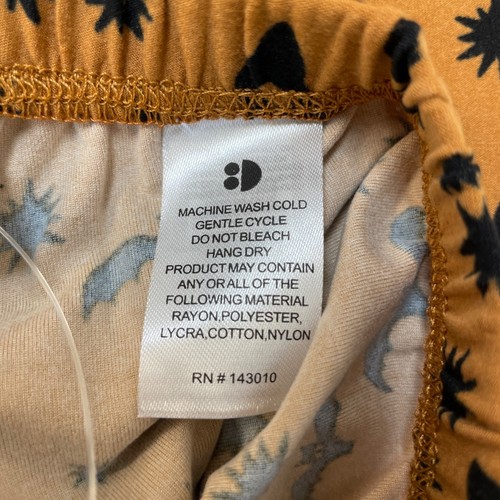 MACHINE WASH COLD
GENTLE CYCLE
DO NOT BLEACH
HANG DRY
PRODUCT MAY CONTAIN
ANY OR ALL OF THE
FOLLOWING MATERIAL
RAYON,POLYESTER,
LYCRA,COTTON,NYLON
RN # 143010